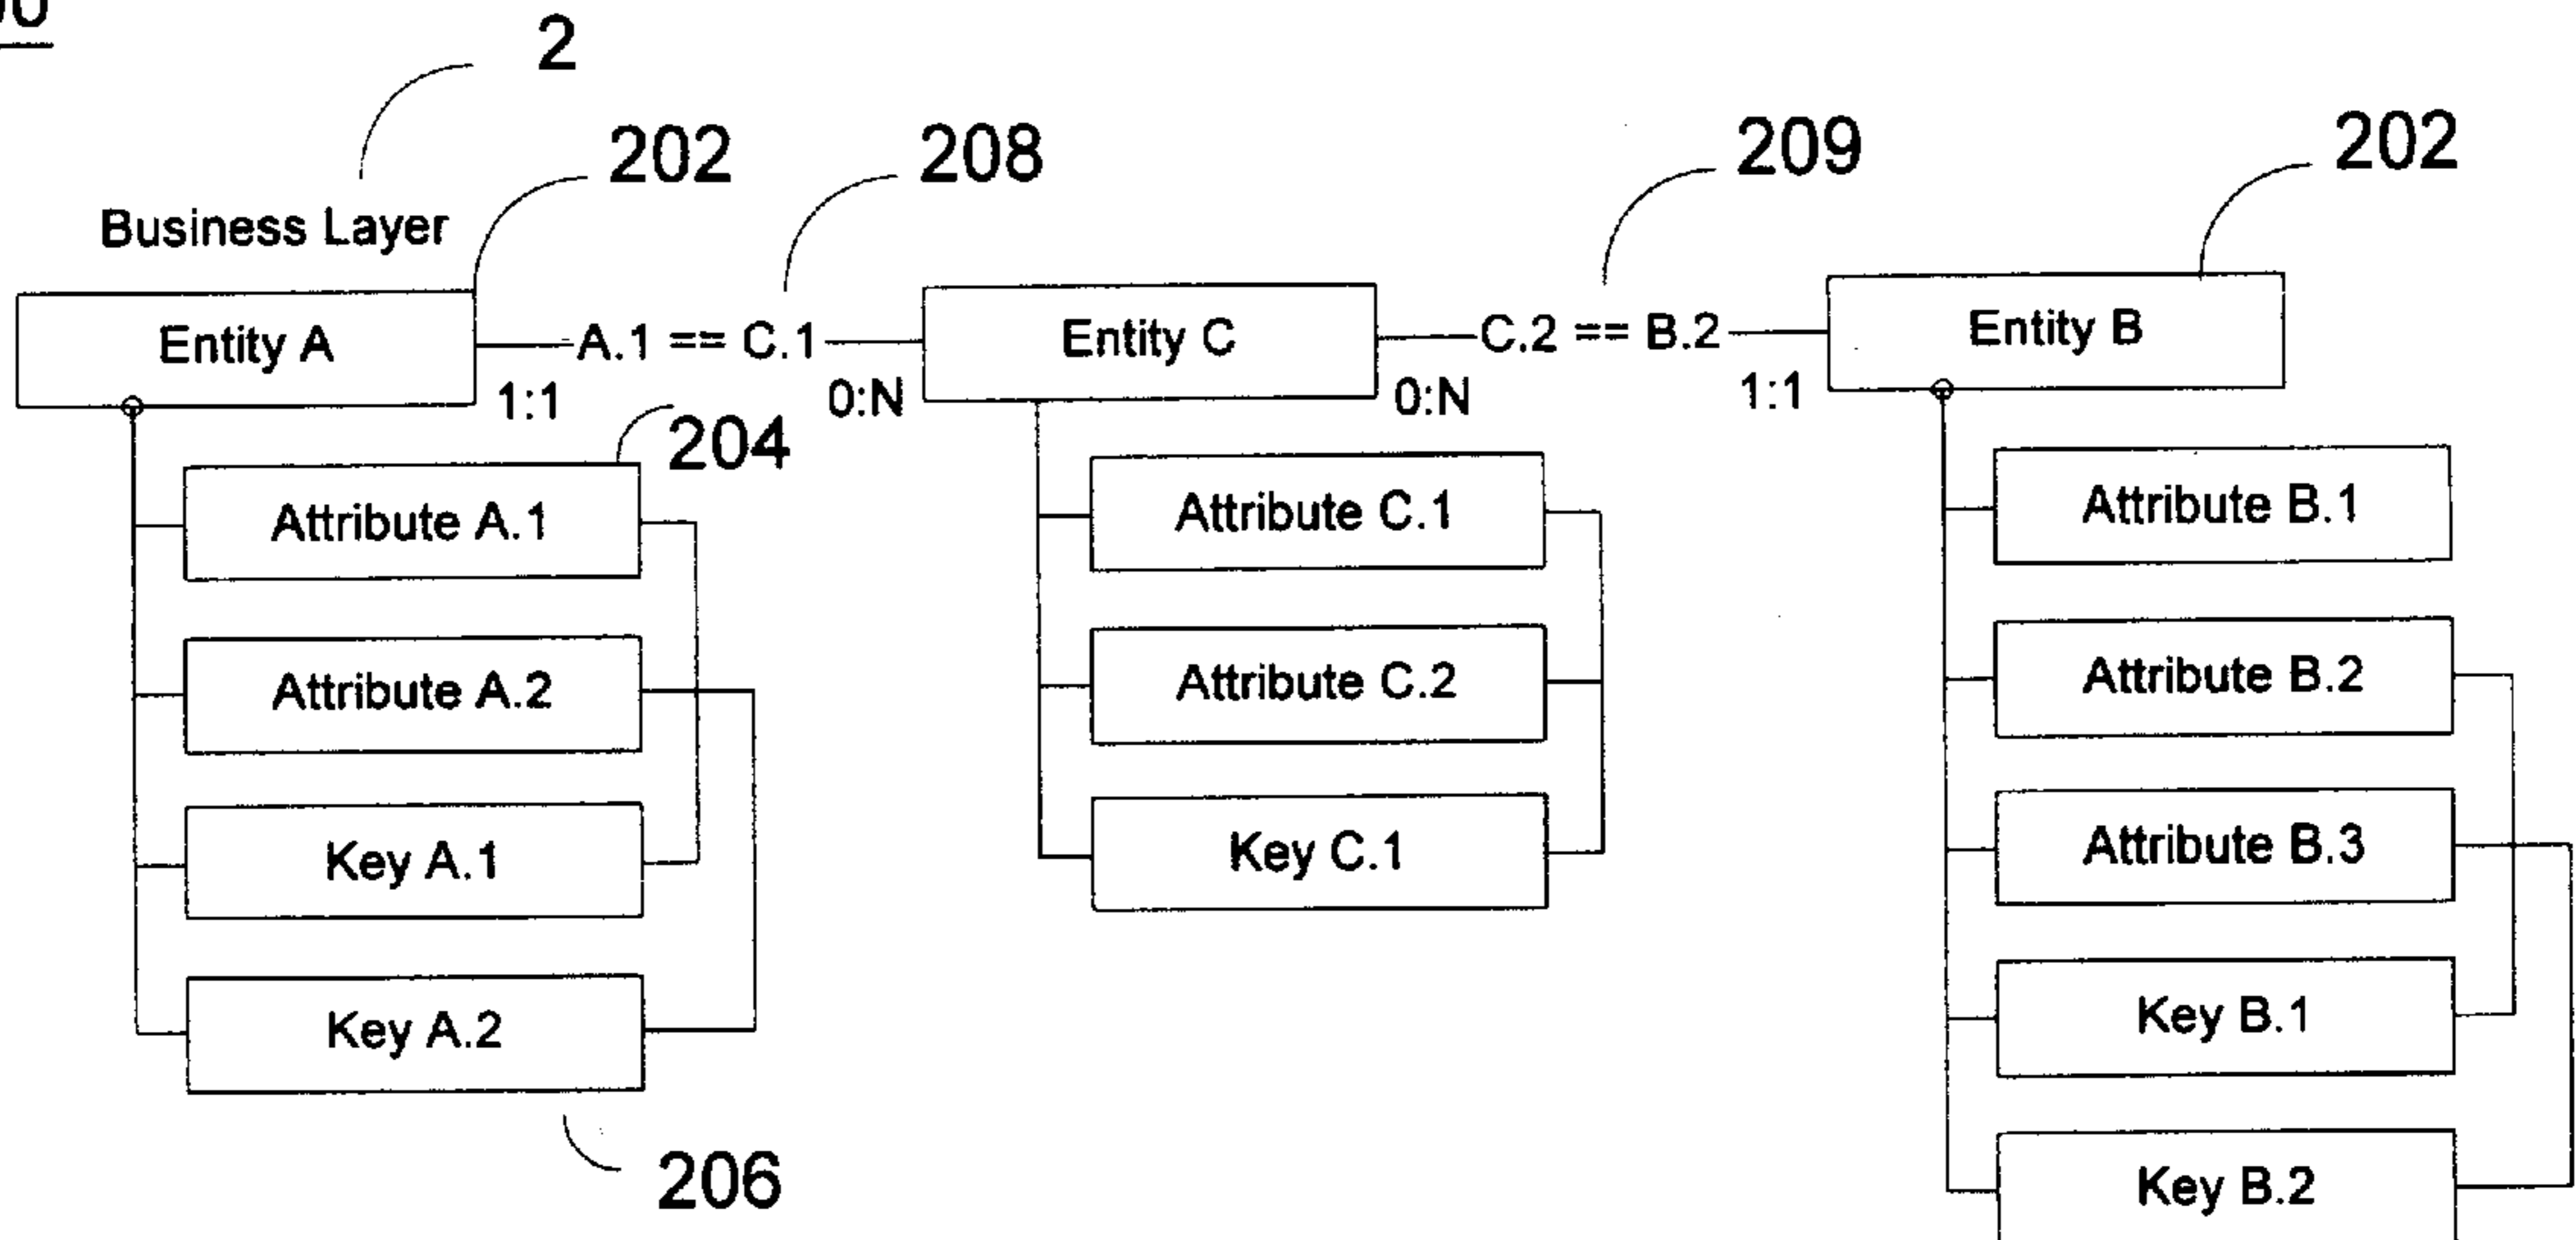 2
202
208
209
202
Business Layer
Entity A
A.1 == C.1
Entity C
C.2 == B.2
Entity B
1:1
0:N
0:N
1:1
204
Attribute A.1
Attribute C.1
Attribute B.1
Attribute A.2
Attribute C.2
Attribute B.2
Key A.1
Key C.1
Attribute B.3
Key A.2
Key B.1
206
Key B.2